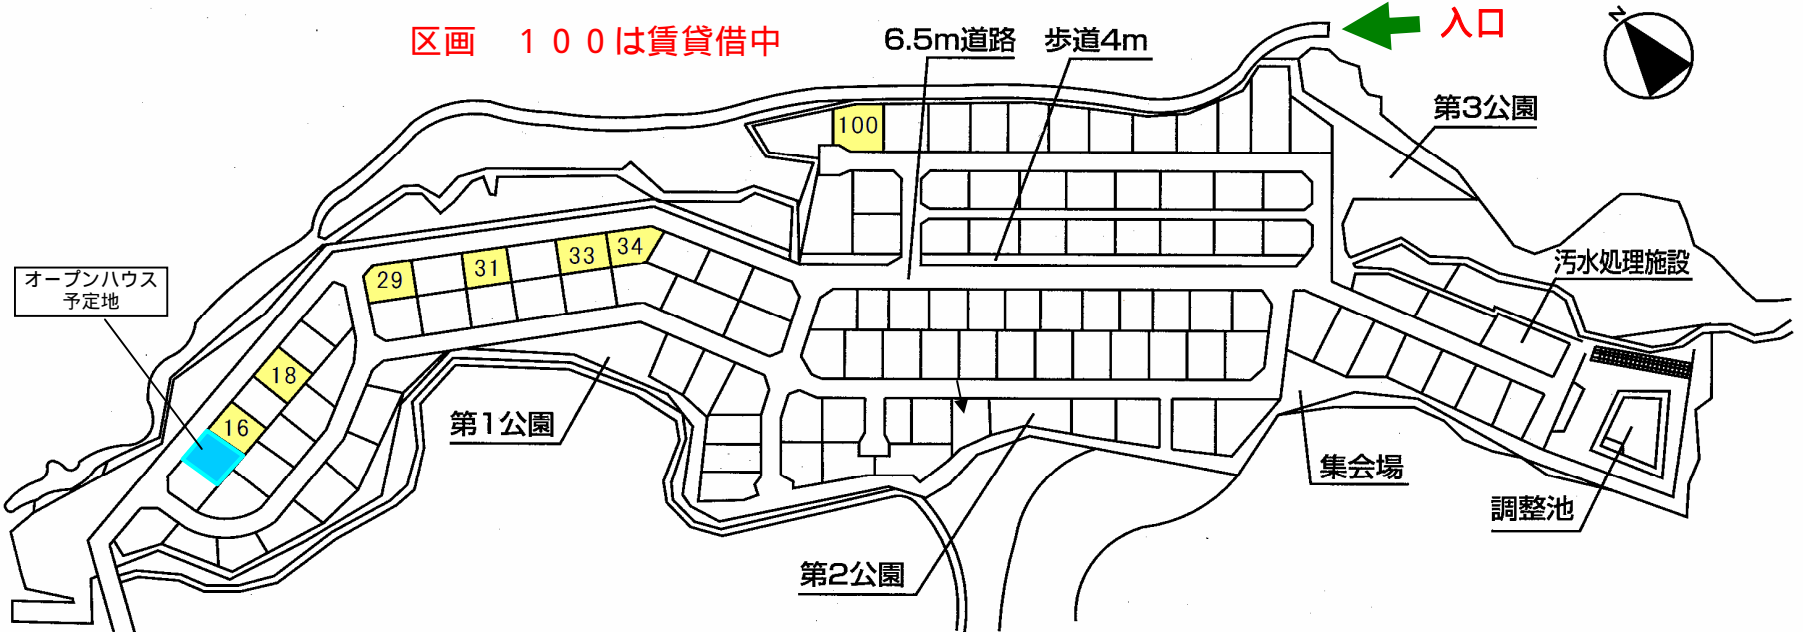 区画　１００は賃貸借中
6.5m道路
歩道4m
入口
N
第3公園
100
汚水処理施設
オープンハウス
予定地
29
31
33
34
18
16
第1公園
集会場
調整池
第2公園